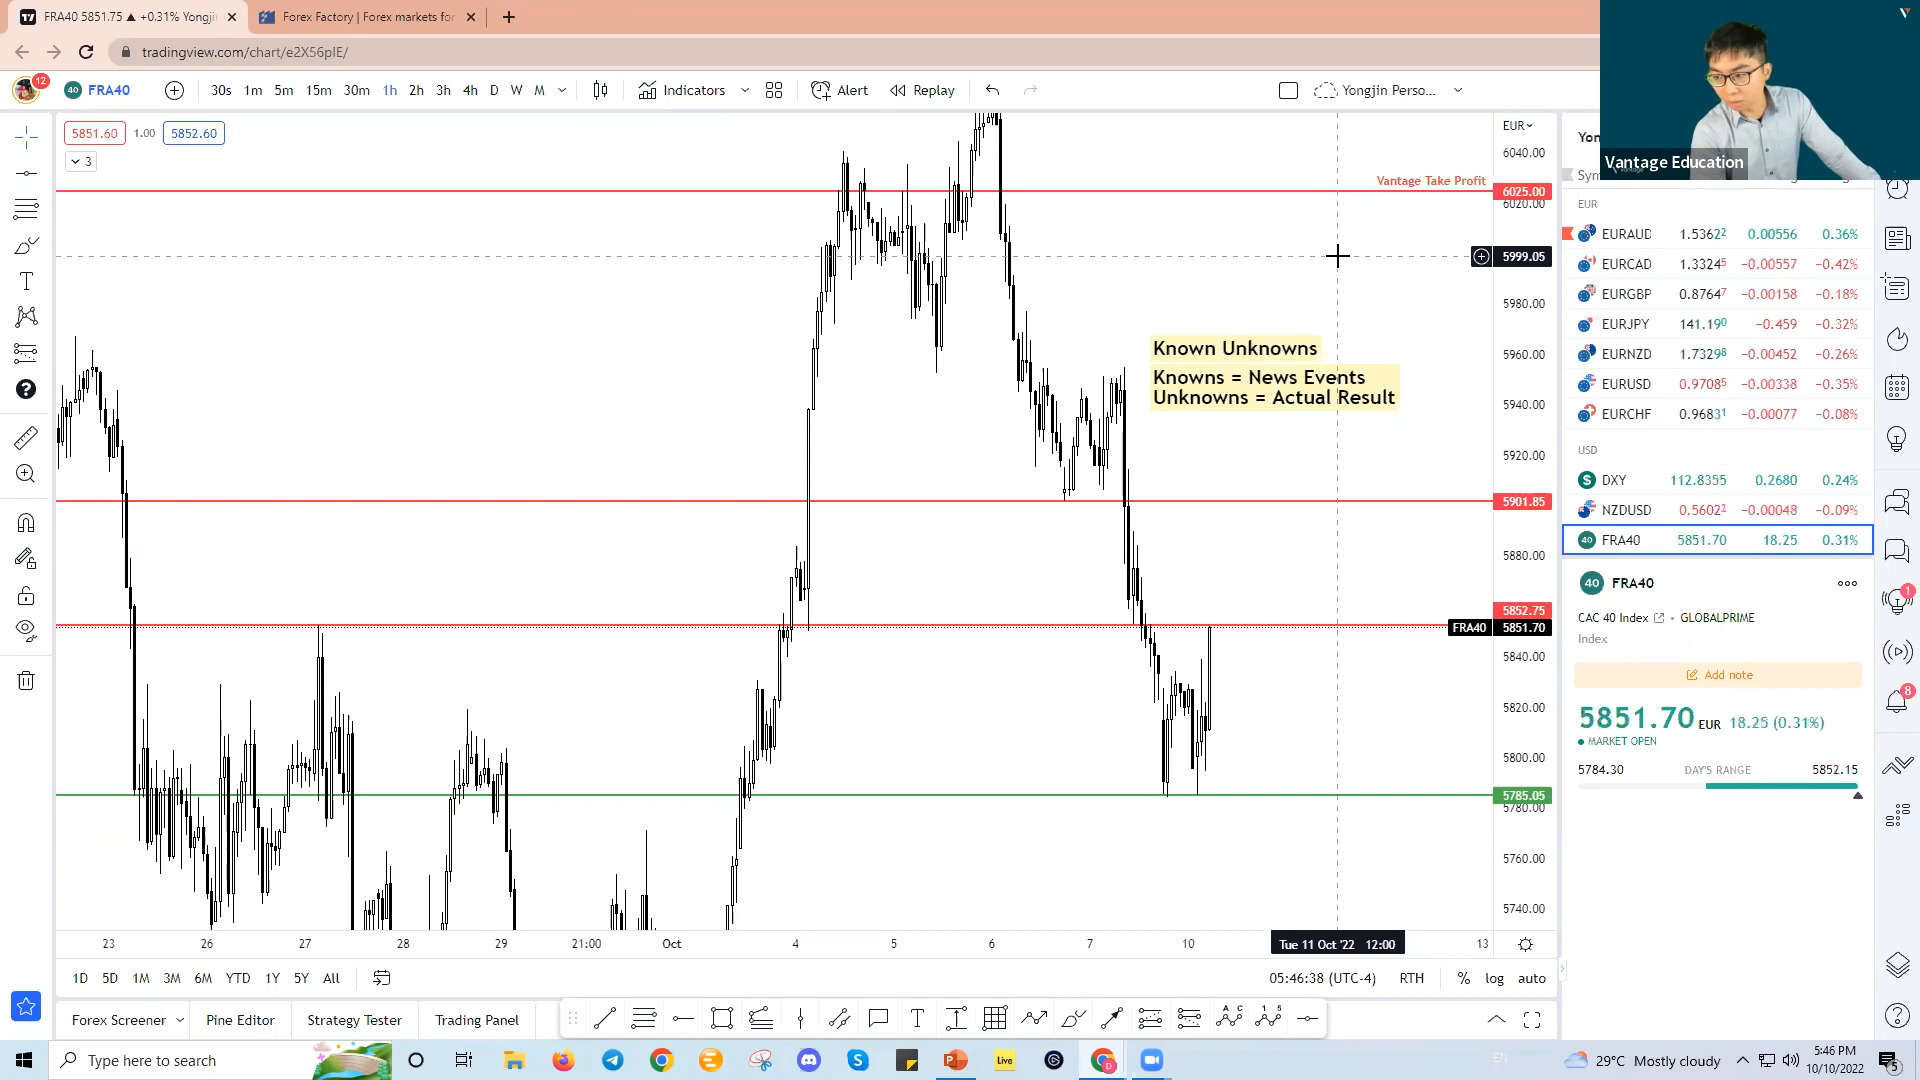 FRA40 5851.75 ▲ +0.31% Yongji
Forex Factory | Forex markets for
tradingview.com/chart/e2X56pIE/
12
40 FRA40 30s 1m 5m 15m 30m 1h 2h 3h 4h D W M Indicators Alert Replay Yongjin Perso...
5851.60 1.00 5852.60
3
EUR
6040.00
Vantage Take Profit 6025.00
6020.00
5999.05
5980.00
5960.00
5940.00
5920.00
5901.85
5880.00
5852.75
FRA40 5851.70
5840.00
5820.00
5800.00
5785.05
5780.00
5760.00
5740.00
Known Unknowns
Knowns = News Events
Unknowns = Actual Result
23 26 27 28 29 21:00 Oct 4 5 6 7 10 Tue 11 Oct '22 12:00 13
1D 5D 1M 3M 6M YTD 1Y 5Y All 05:46:38 (UTC-4) RTH % log auto
Forex Screener Pine Editor Strategy Tester Trading Panel
Vantage Education
EUR
EURAUD 1.53622 0.00556 0.36%
EURCAD 1.33245 −0.00557 −0.42%
EURGBP 0.87647 −0.00158 −0.18%
EURJPY 141.190 −0.459 −0.32%
EURNZD 1.73298 −0.00452 −0.26%
EURUSD 0.97085 −0.00338 −0.35%
EURCHF 0.96831 −0.00077 −0.08%
USD
DXY 112.8355 0.2680 0.24%
NZDUSD 0.56022 −0.00048 −0.09%
40 FRA40 5851.70 18.25 0.31%
40 FRA40
CAC 40 Index • GLOBALPRIME
Index
Add note
5851.70 EUR 18.25 (0.31%)
MARKET OPEN
5784.30 DAY'S RANGE 5852.15
1
8
Type here to search
Live
29°C Mostly cloudy
5:46 PM
10/10/2022
5